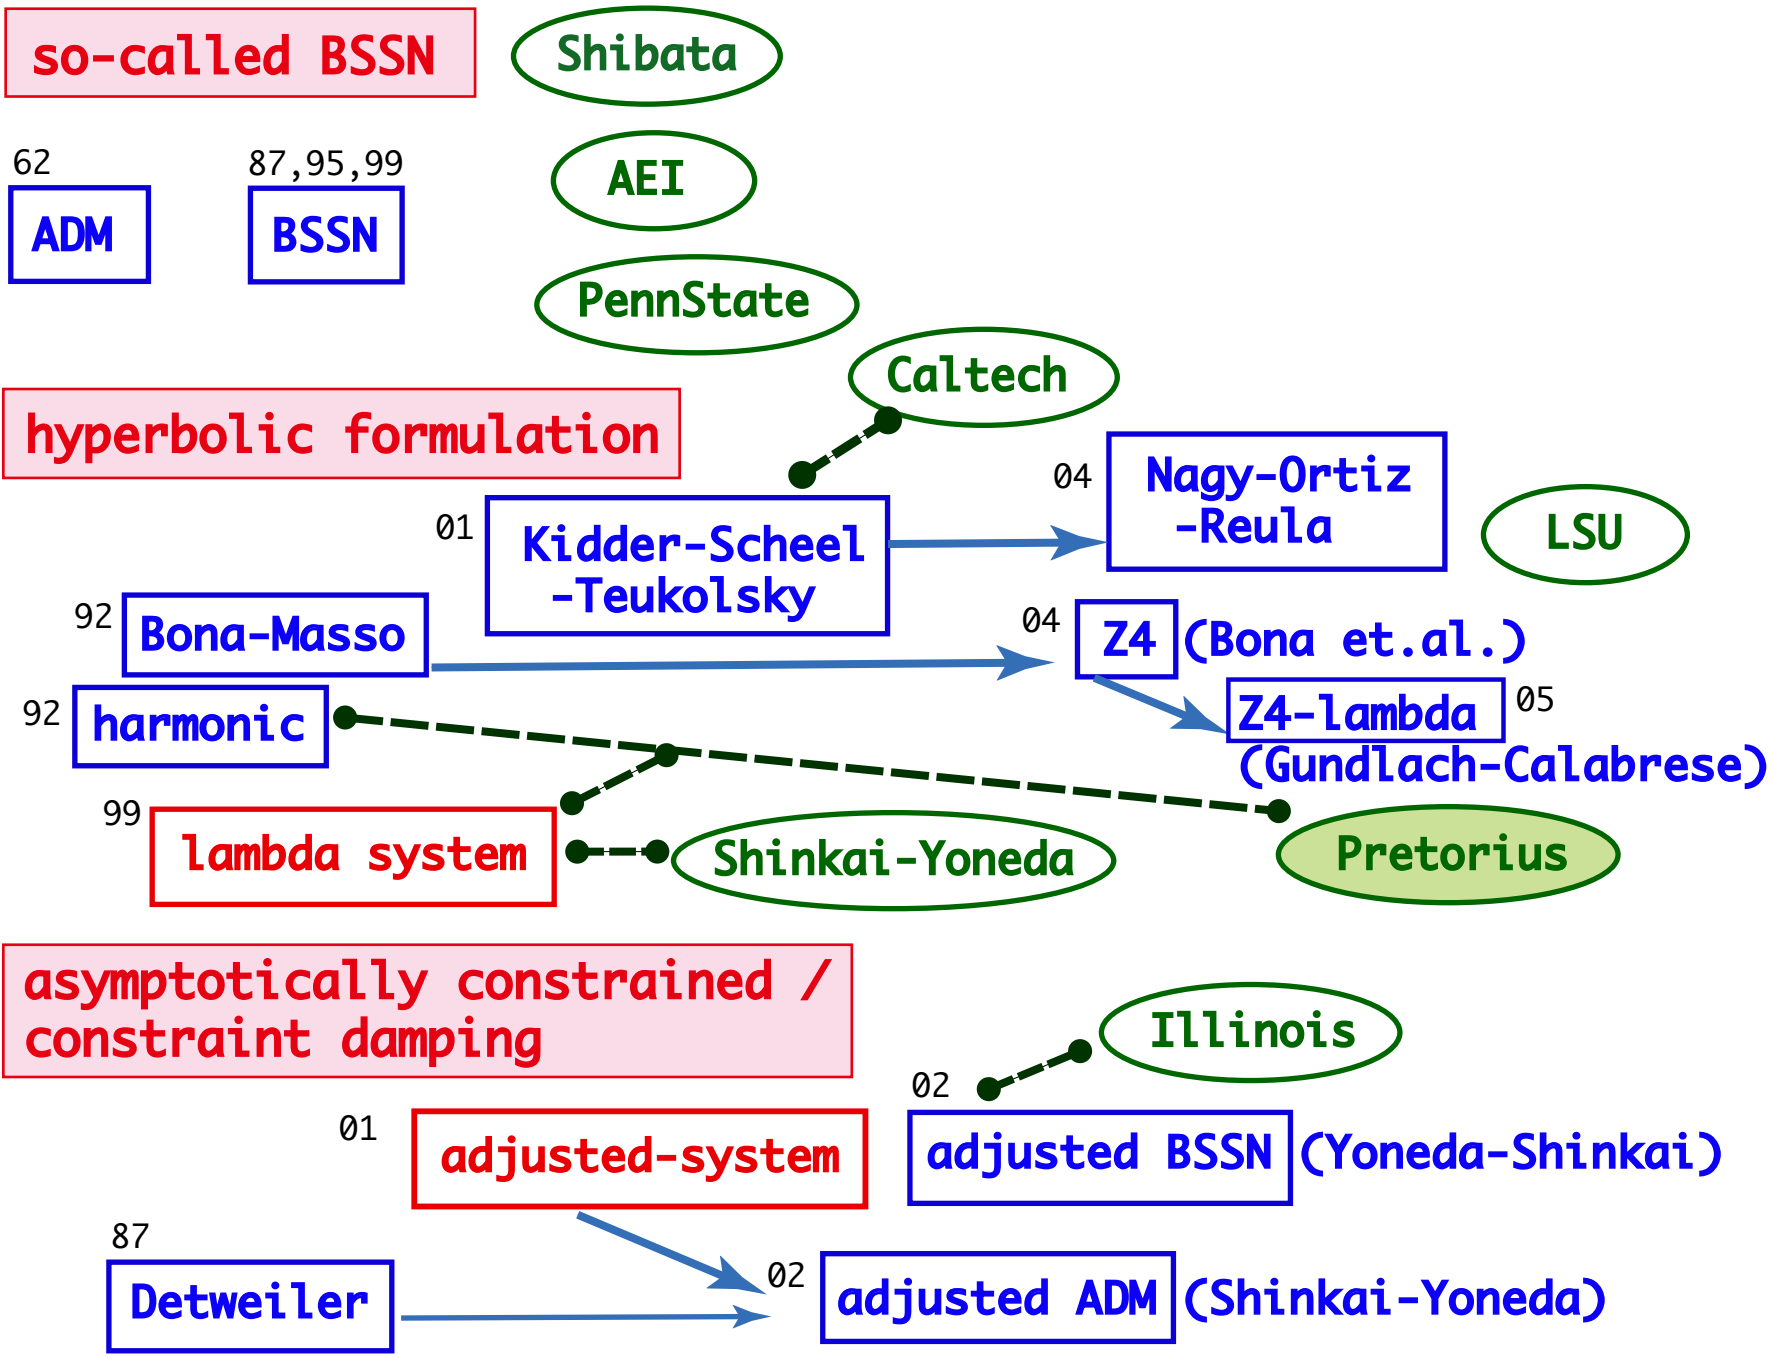 so-called BSSN
Shibata
62
87,95,99
AEI
ADM
BSSN
PennState
Caltech
hyperbolic formulation
04
Nagy-Ortiz
-Reula
01
Kidder-Scheel
-Teukolsky
LSU
92
Bona-Masso
04
Z4 (Bona et.al.)
92
harmonic
Z4-lambda
05
(Gundlach-Calabrese)
99
lambda system
Shinkai-Yoneda
Pretorius
asymptotically constrained /
constraint damping
Illinois
02
01
adjusted-system
adjusted BSSN (Yoneda-Shinkai)
87
Detweiler
02
adjusted ADM (Shinkai-Yoneda)